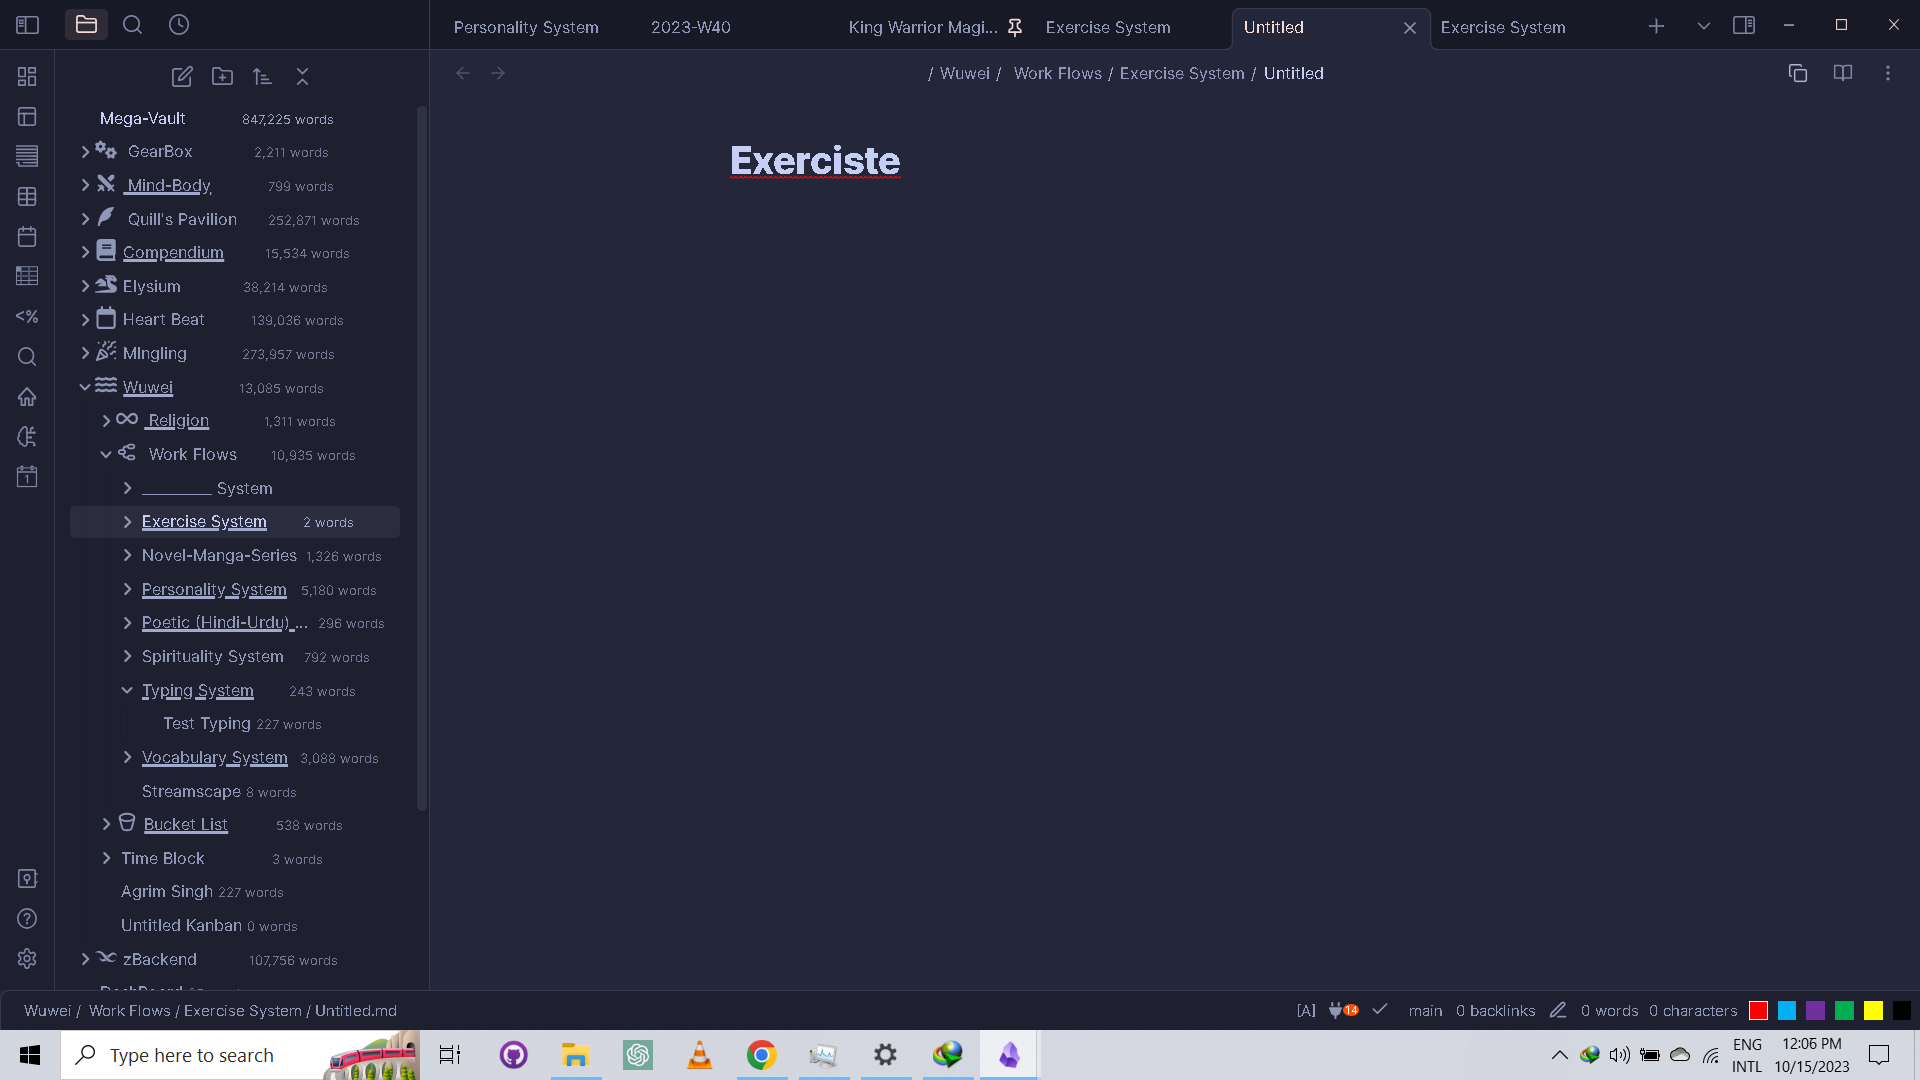 Personality System
2023-W40
King Warrior Magi...
Exercise System
Untitled
Exercise System
/ Wuwei / Work Flows / Exercise System / Untitled
Mega-Vault 847,225 words
GearBox 2,211 words
Mind-Body 799 words
Quill's Pavilion 252,871 words
Compendium 15,534 words
Elysium 38,214 words
Heart Beat 139,036 words
MIngling 273,957 words
Wuwei 13,085 words
Religion 1,311 words
Work Flows 10,935 words
_________ System
Exercise System 2 words
Novel-Manga-Series 1,326 words
Personality System 5,180 words
Poetic (Hindi-Urdu) ... 296 words
Spirituality System 792 words
Typing System 243 words
Test Typing 227 words
Vocabulary System 3,088 words
Streamscape 8 words
Bucket List 538 words
Time Block 3 words
Agrim Singh 227 words
Untitled Kanban 0 words
zBackend 107,756 words
Exerciste
<%
1
Wuwei / Work Flows / Exercise System / Untitled.md
[A] 14 main 0 backlinks 0 words 0 characters
Type here to search
ENG
INTL
12:06 PM
10/15/2023